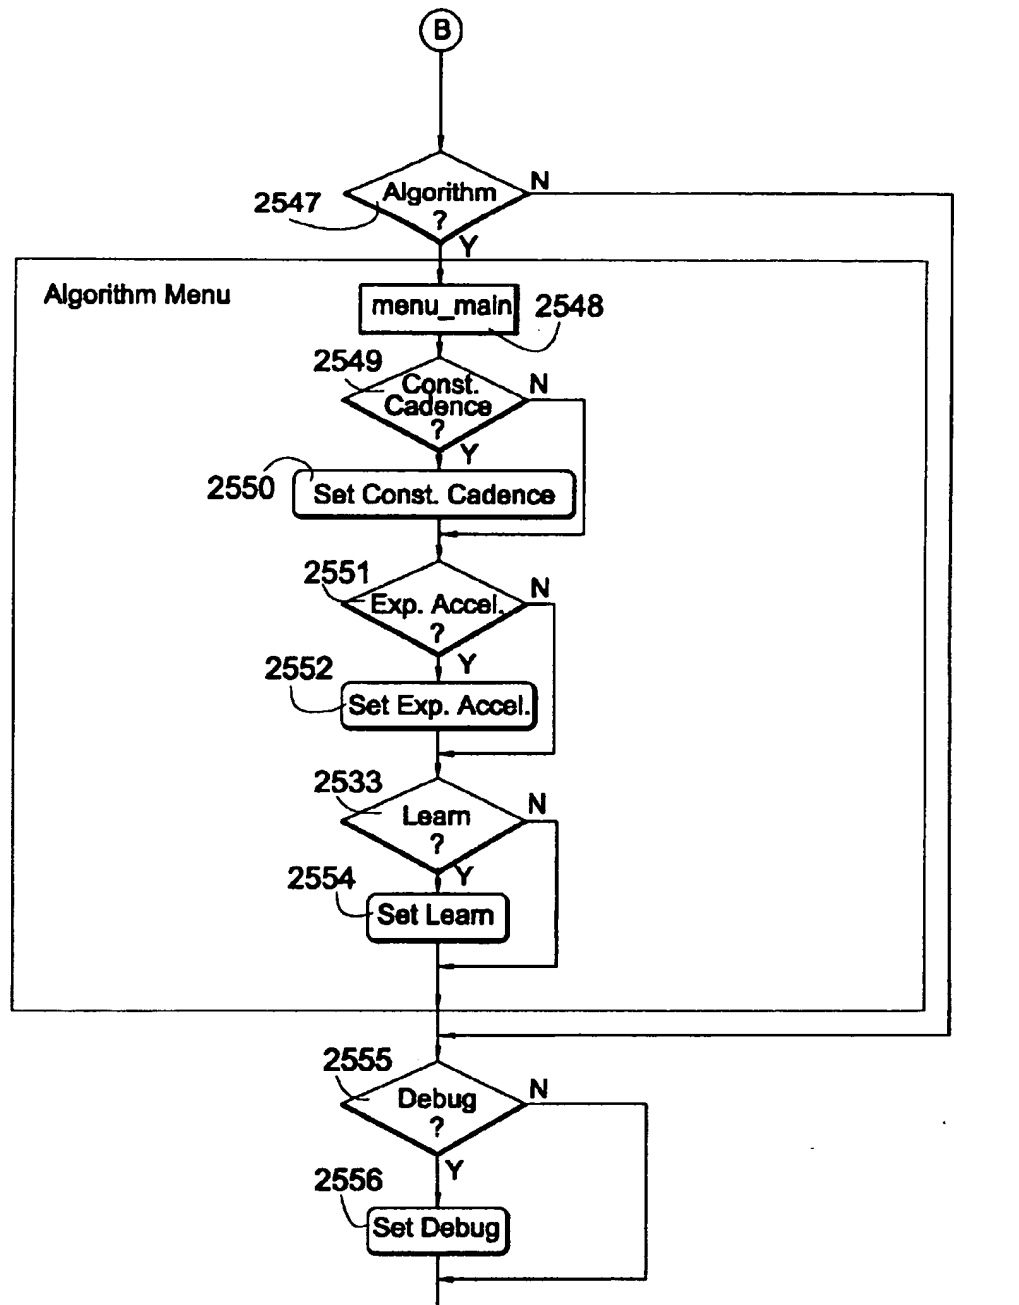 B
Algorithm
?
N
2547
Y
Algorithm Menu
menu_main
2548
2549
Const.
Cadence
?
N
Y
2550
Set Const. Cadence
2551
Exp. Accel.
?
N
Y
2552
Set Exp. Accel.
2533
Learn
?
N
Y
2554
Set Learn
2555
Debug
?
N
Y
2556
Set Debug